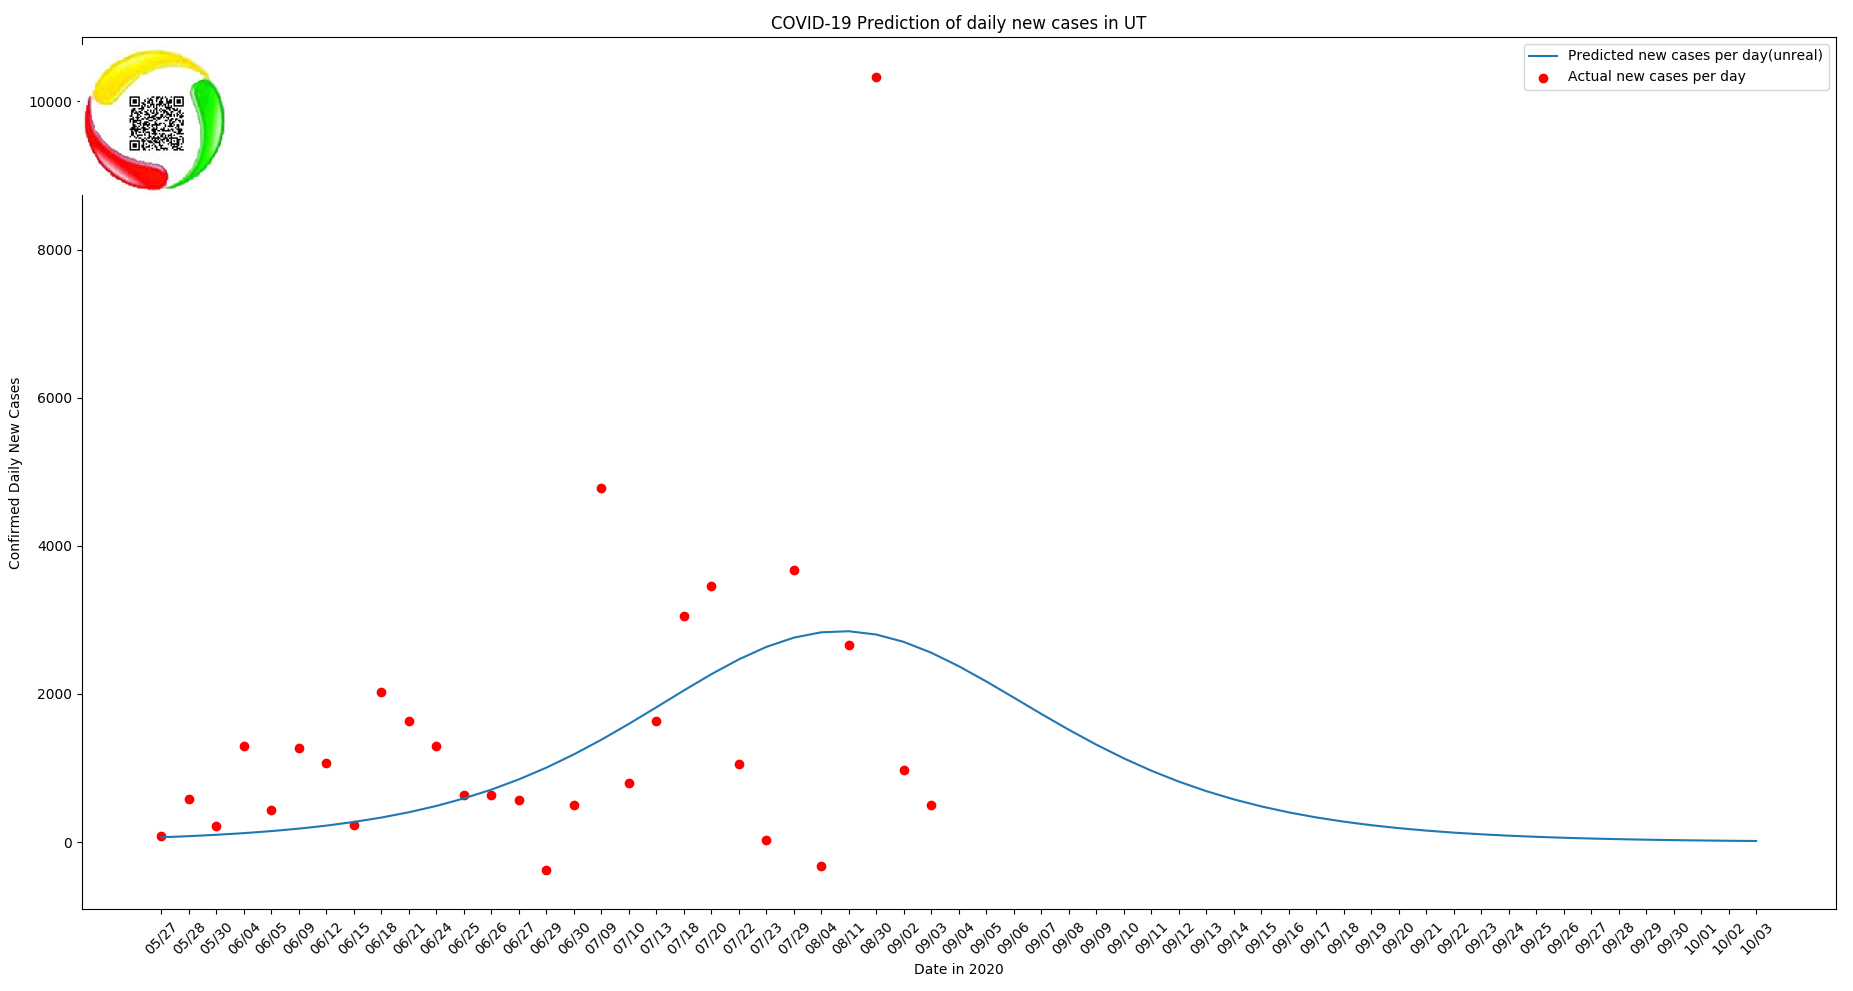 COVID-19 Prediction of daily new cases in UT
Predicted new cases per day(unreal)
Actual new cases per day
Confirmed Daily New Cases
10000
8000
6000
4000
2000
0
05/27 05/28 05/30 06/04 06/05 06/09 06/12 06/15 06/18 06/21 06/24 06/25 06/26 06/27 06/29 06/30 07/09 07/10 07/13 07/18 07/20 07/22 07/23 07/29 08/04 08/11 08/30 09/02 09/03 09/04 09/05 09/06 09/07 09/08 09/09 09/10 09/11 09/12 09/13 09/14 09/15 09/16 09/17 09/18 09/19 09/20 09/21 09/22 09/23 09/24 09/25 09/26 09/27 09/28 09/29 09/30 10/01 10/02 10/03
Date in 2020